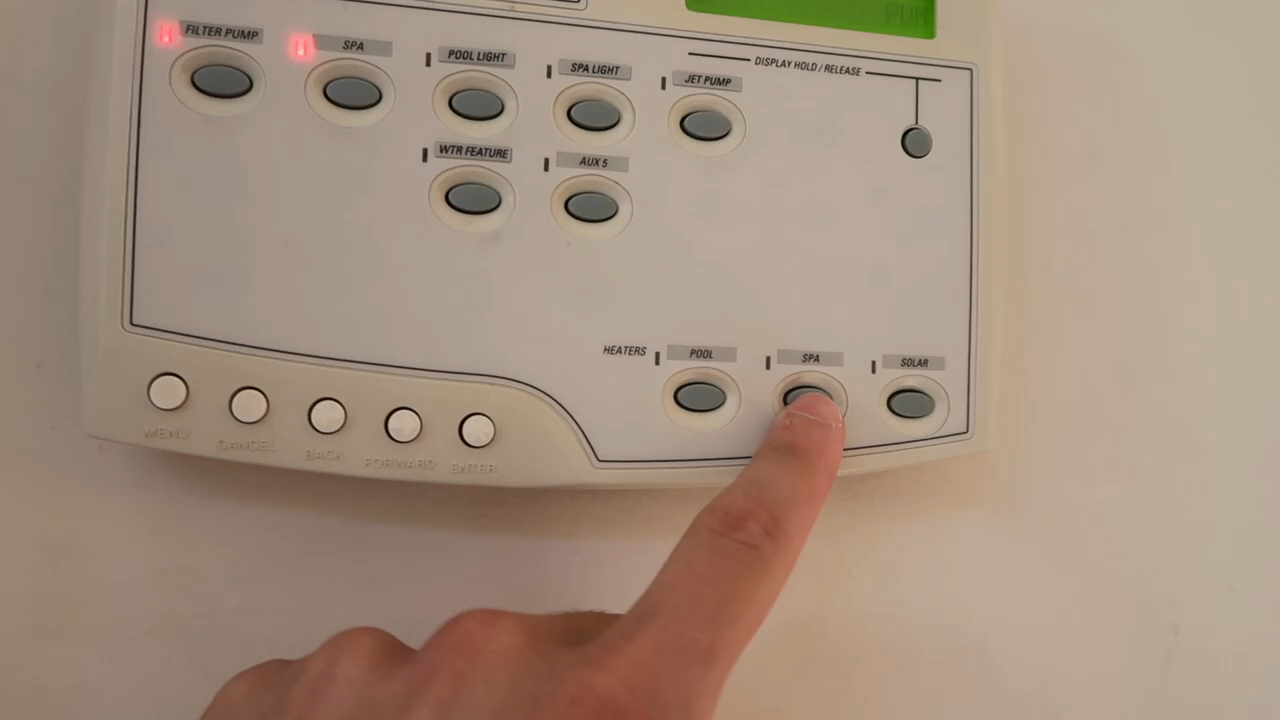 FILTER PUMP
SPA
POOL LIGHT
SPA LIGHT
JET PUMP
DISPLAY HOLD / RELEASE
WTR FEATURE
AUX 5
HEATERS
POOL
SPA
SOLAR
MENU
CANCEL
BACK
FORWARD
ENTER